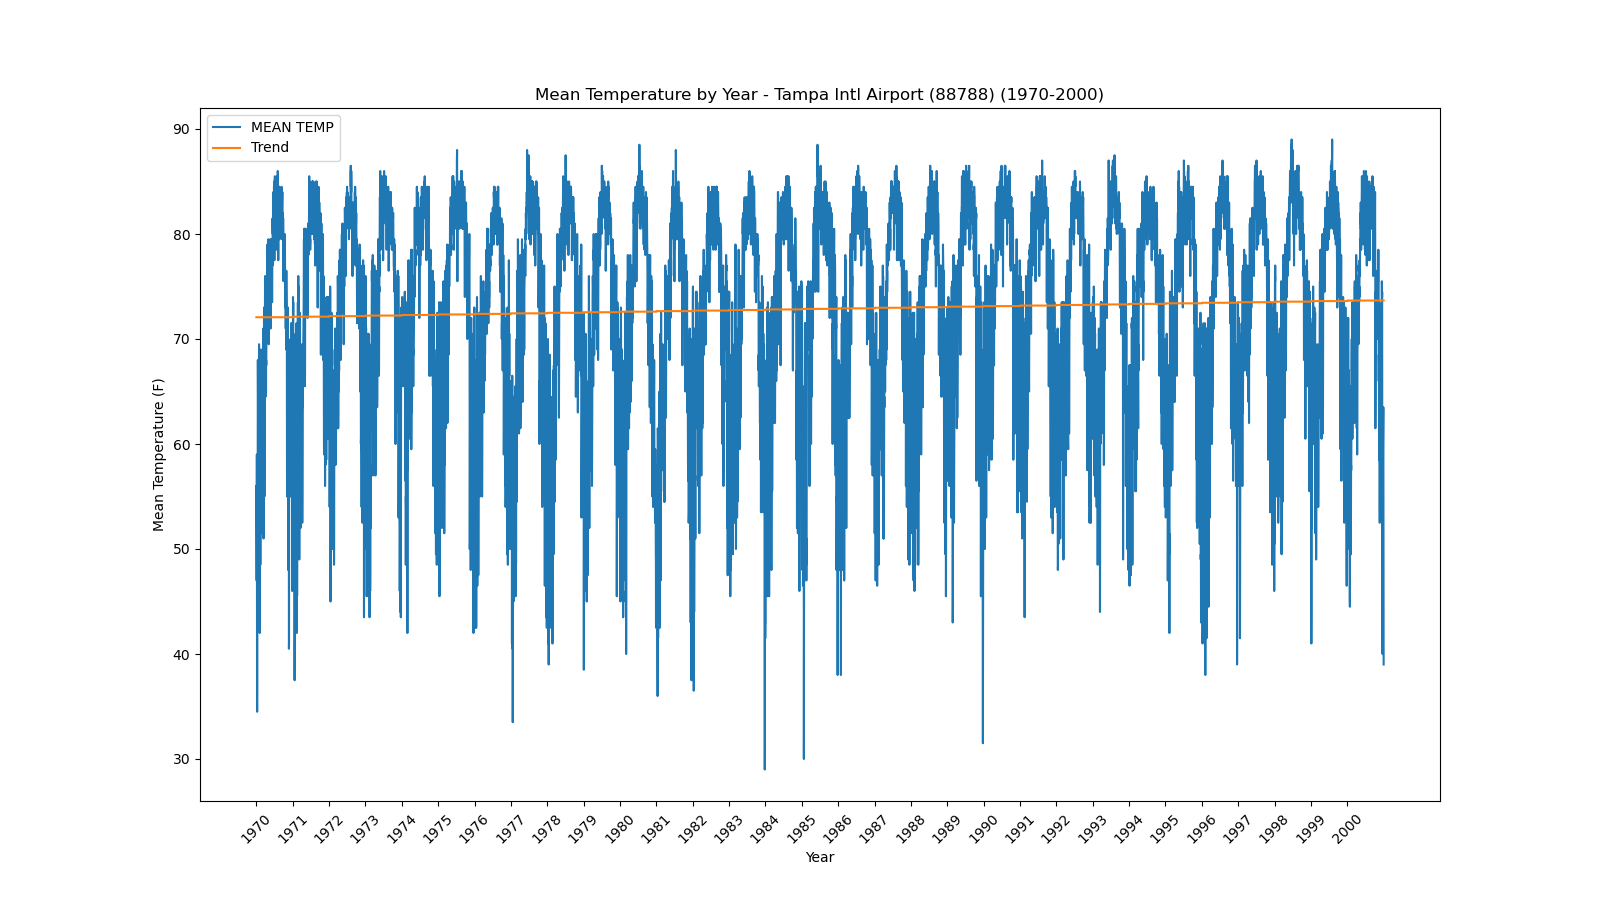 Mean Temperature by Year - Tampa Intl Airport (88788) (1970-2000)
MEAN TEMP
Trend
90
80
70
60
50
40
30
Mean Temperature (F)
1970 1971 1972 1973 1974 1975 1976 1977 1978 1979 1980 1981 1982 1983 1984 1985 1986 1987 1988 1989 1990 1991 1992 1993 1994 1995 1996 1997 1998 1999 2000
Year